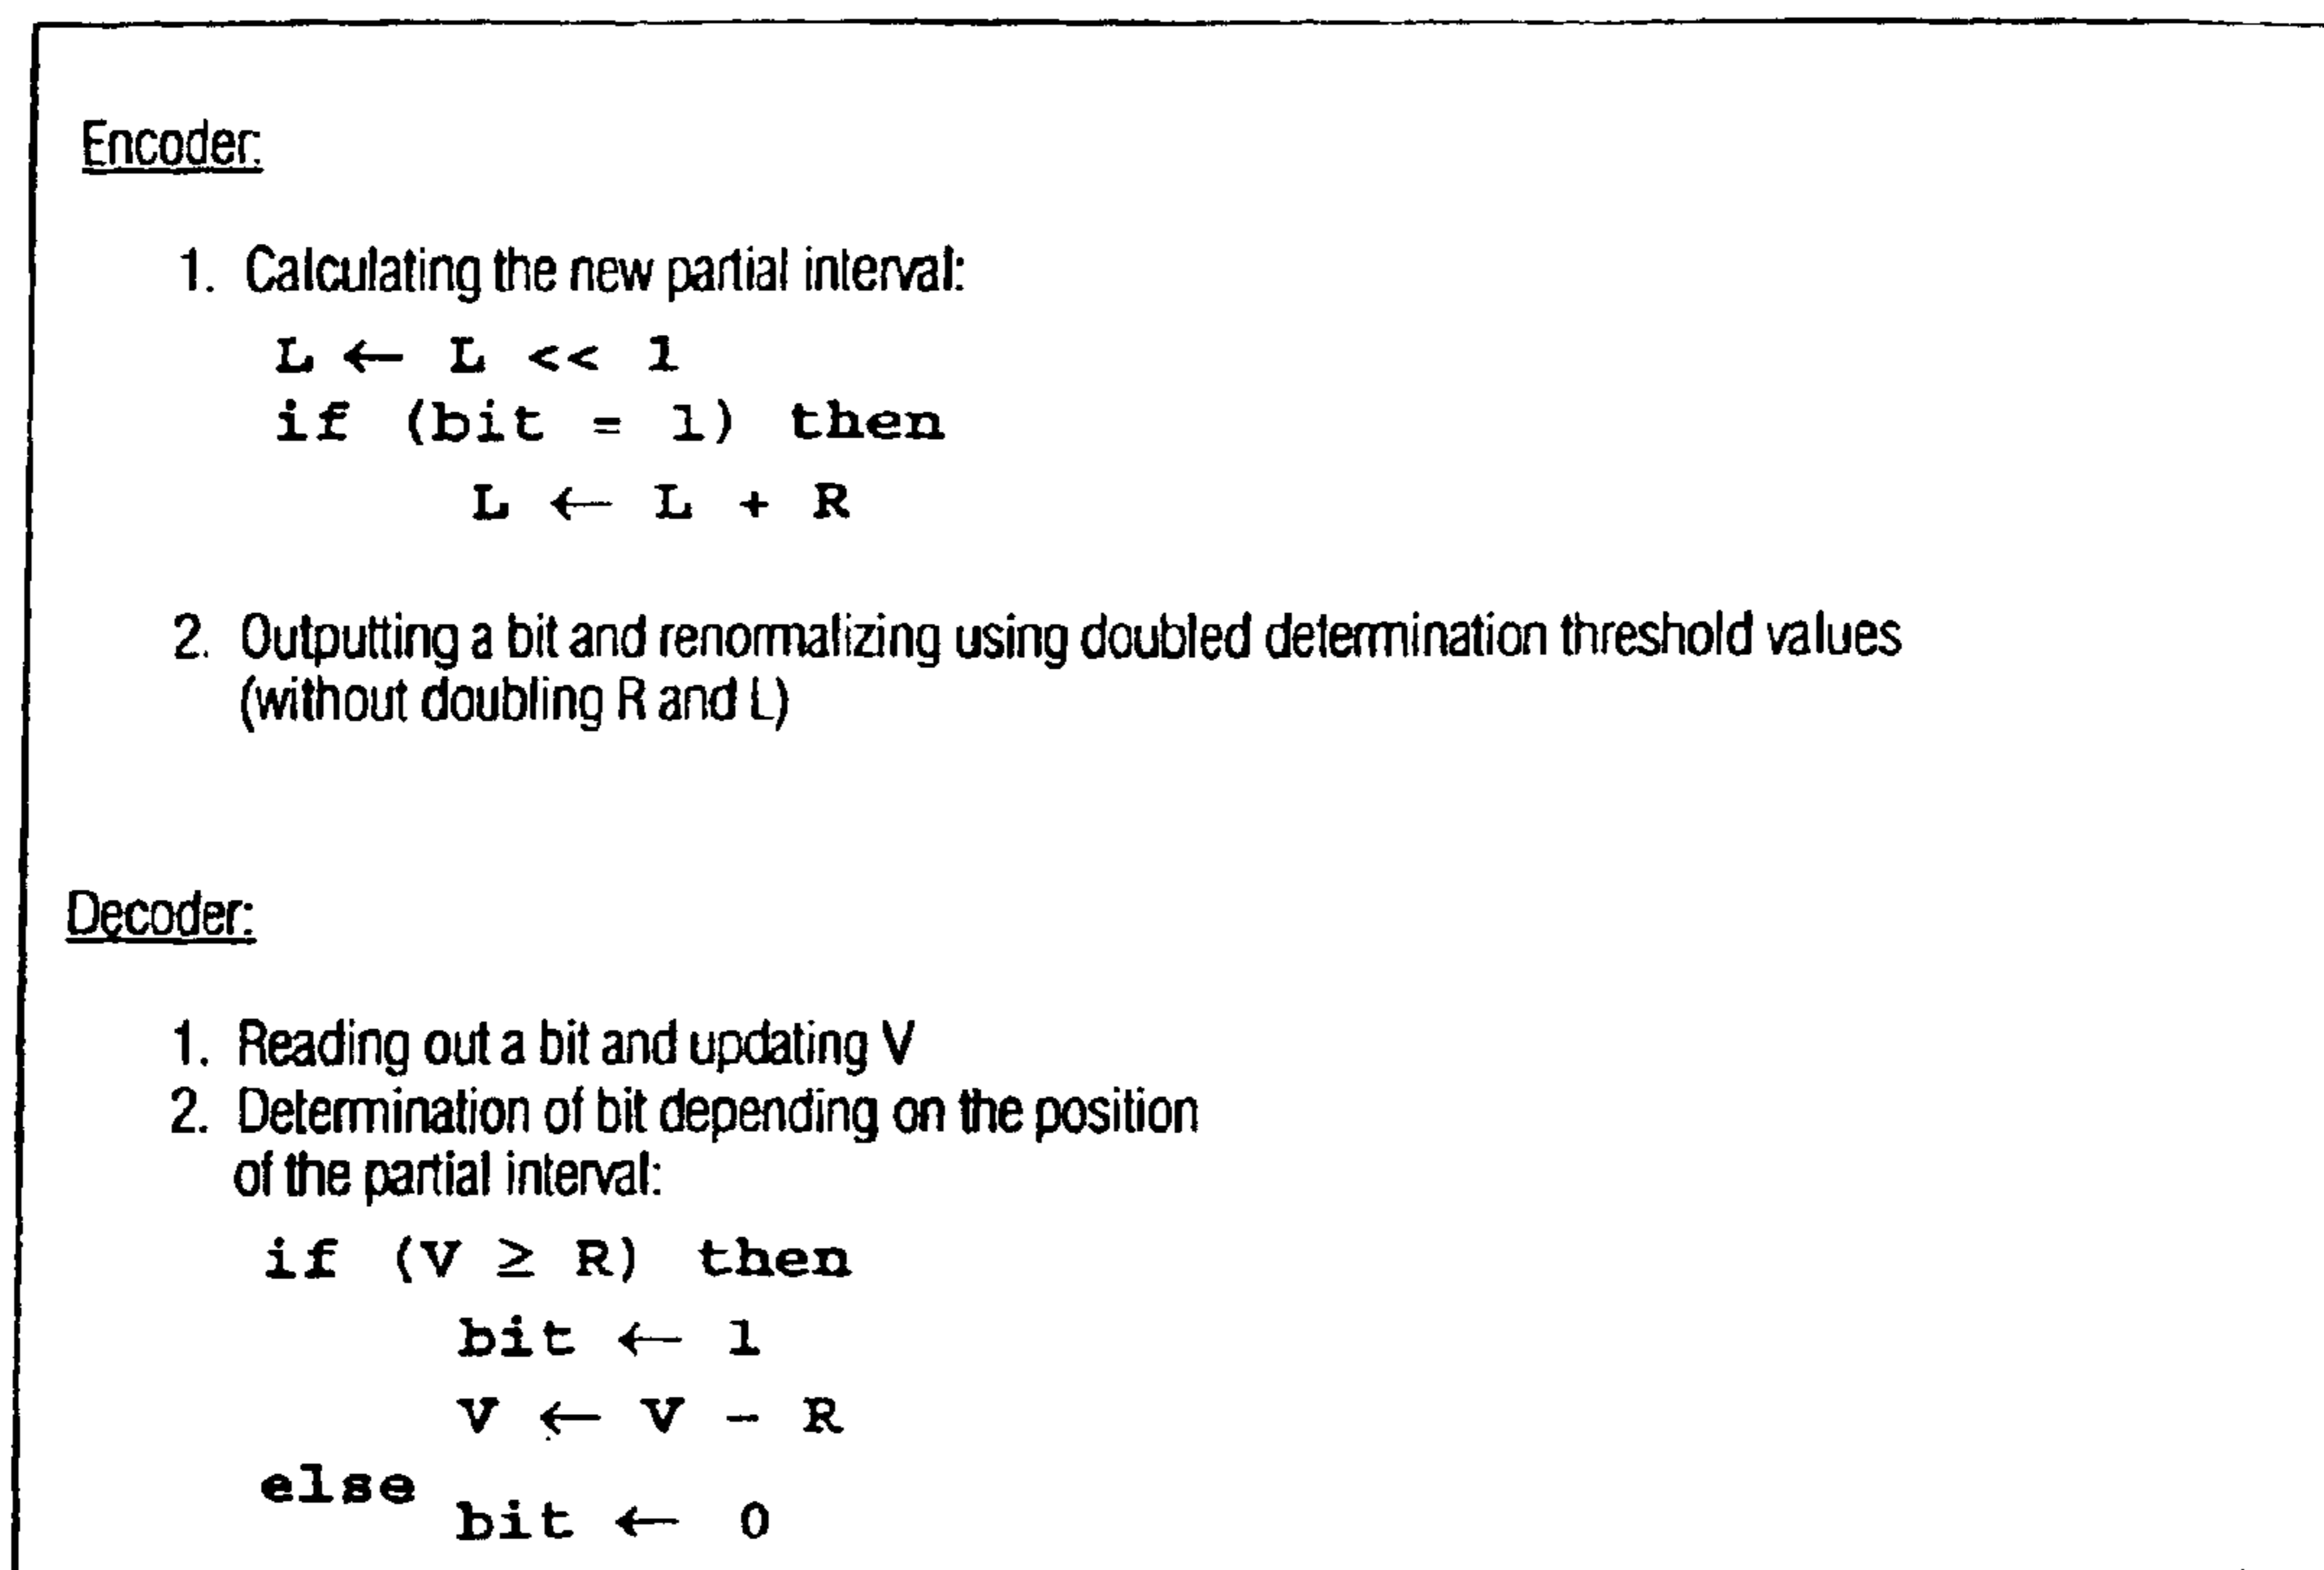 Encoder:
1. Calculating the new partial interval:
L ← L << 1
if (bit = 1) then
L ← L + R
2. Outputting a bit and renormalizing using doubled determination threshold values
(without doubling R and L)
Decoder:
1. Reading out a bit and updating V
2. Determination of bit depending on the position
of the partial interval:
if (V ≥ R) then
bit ← 1
V ← V - R
else
bit ← 0